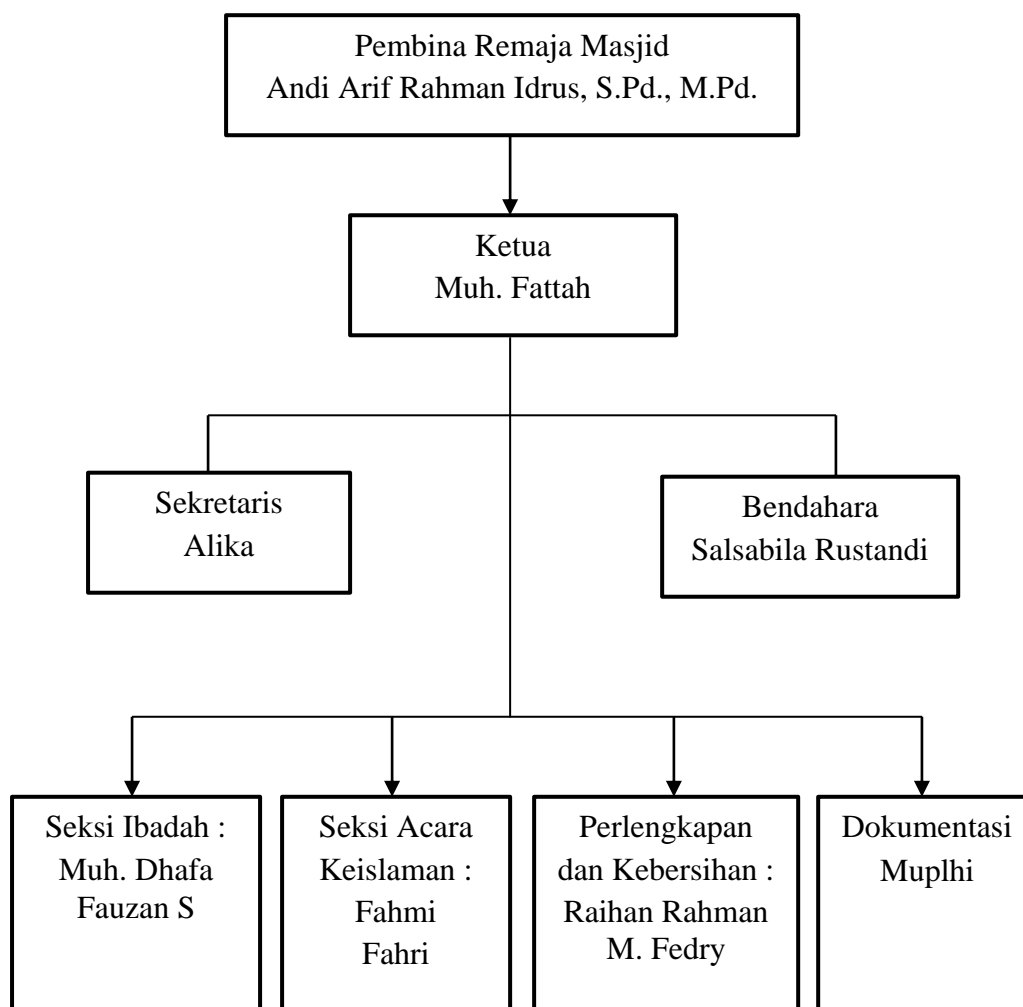 Pembina Remaja Masjid
Andi Arif Rahman Idrus, S.Pd., M.Pd.
Ketua
Muh. Fattah
Sekretaris
Alika
Bendahara
Salsabila Rustandi
Seksi Ibadah :
Muh. Dhafa
Fauzan S
Seksi Acara
Keislaman :
Fahmi
Fahri
Perlengkapan
dan Kebersihan :
Raihan Rahman
M. Fedry
Dokumentasi
Muplhi